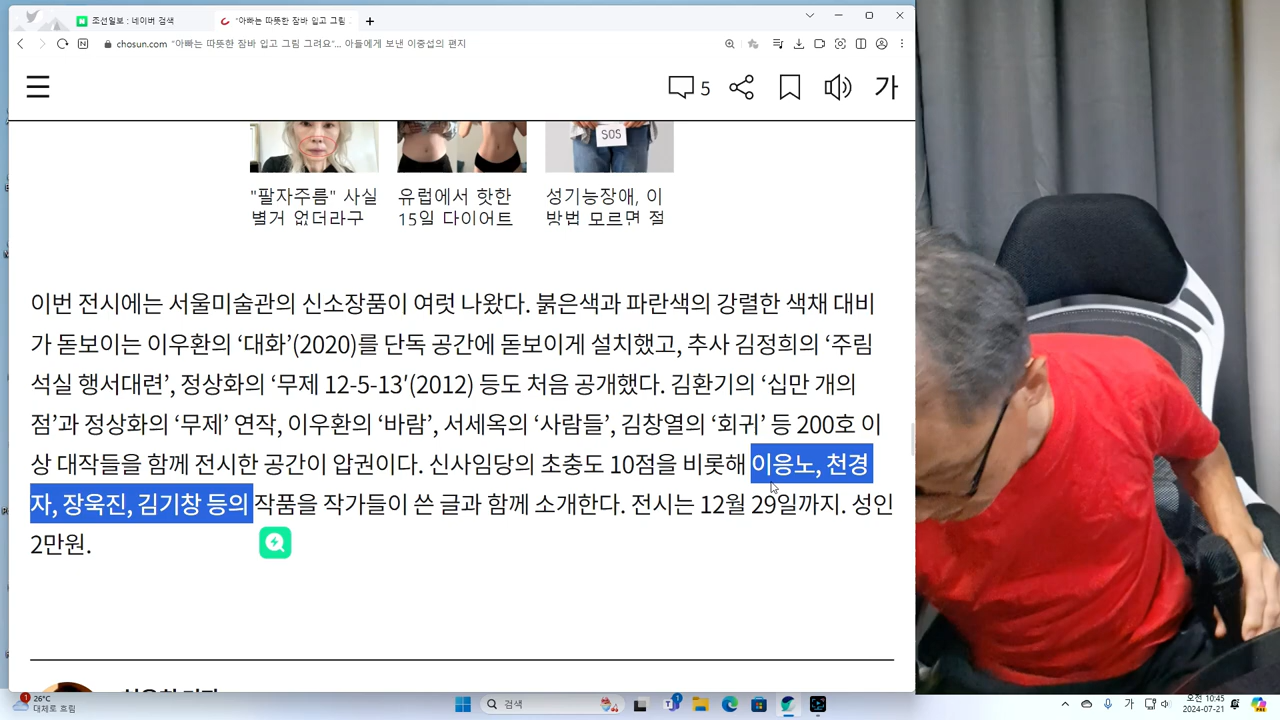 조선일보 : 네이버 검색
"아빠는 따뜻한 잠바 입고 그림
chosun.com "아빠는 따뜻한 잠바 입고 그림 그려요"... 아들에게 보낸 이중섭의 편지
5
가
SOS
"팔자주름" 사실
별거 없더라구
유럽에서 핫한
15일 다이어트
성기능장애, 이
방법 모르면 절
이번 전시에는 서울미술관의 신소장품이 여럿 나왔다. 붉은색과 파란색의 강렬한 색채 대비
가 돋보이는 이우환의 ‘대화’(2020)를 단독 공간에 돋보이게 설치했고, 추사 김정희의 ‘주림
석실 행서대련’, 정상화의 ‘무제 12-5-13′(2012) 등도 처음 공개했다. 김환기의 ‘십만 개의
점’과 정상화의 ‘무제’ 연작, 이우환의 ‘바람’, 서세옥의 ‘사람들’, 김창열의 ‘회귀’ 등 200호 이
상 대작들을 함께 전시한 공간이 압권이다. 신사임당의 초충도 10점을 비롯해 이응노, 천경
자, 장욱진, 김기창 등의 작품을 작가들이 쓴 글과 함께 소개한다. 전시는 12월 29일까지. 성인
2만원.
1
26°C
대체로 흐림
검색
1
가
오전 10:45
2024-07-21